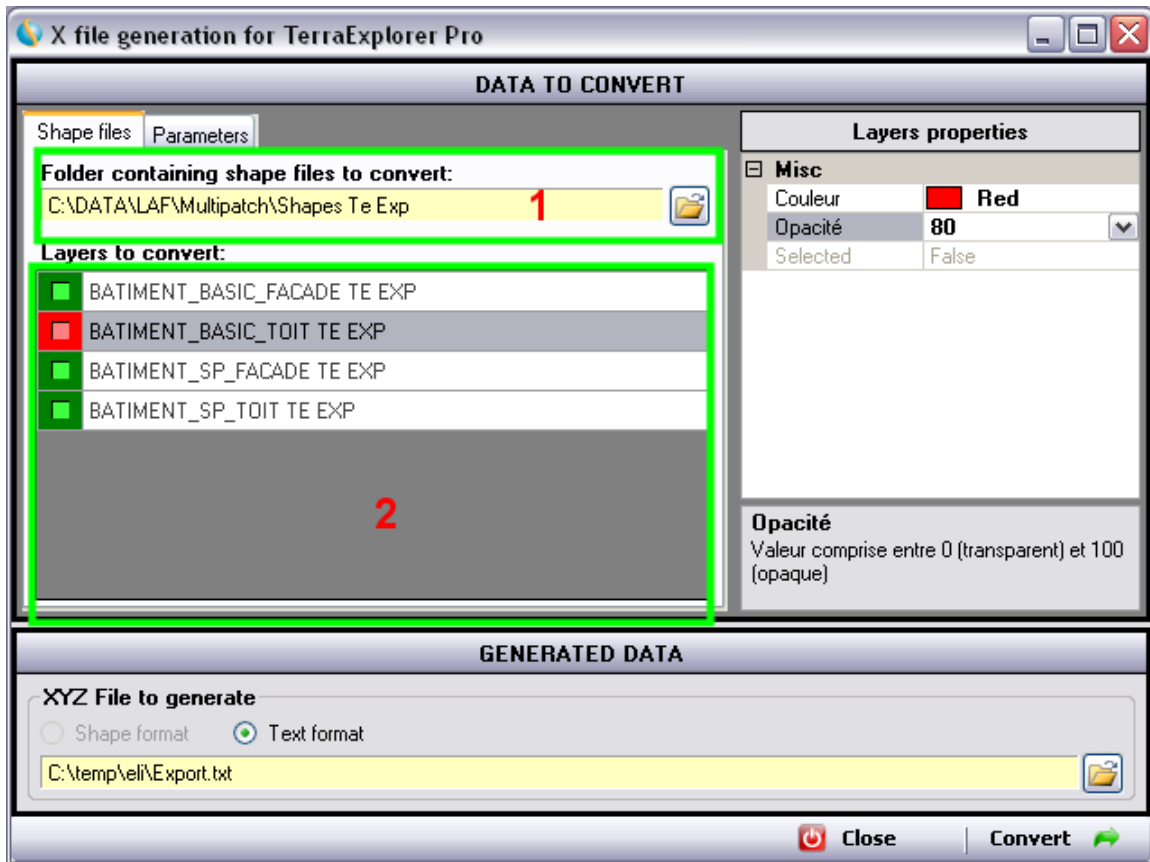 X file generation for TerraExplorer Pro
DATA TO CONVERT
Shape files
Parameters
Folder containing shape files to convert:
C:\DATA\LAF\Multipatch\Shapes Te Exp
1
Layers to convert:
BATIMENT_BASIC_FACADE TE EXP
BATIMENT_BASIC_TOIT TE EXP
BATIMENT_SP_FACADE TE EXP
BATIMENT_SP_TOIT TE EXP
2
Layers properties
Misc
Couleur Red
Opacité 80
Selected False
Opacité
Valeur comprise entre 0 (transparent) et 100
(opaque)
GENERATED DATA
XYZ File to generate
Shape format Text format
C:\temp\eli\Export.txt
Close Convert